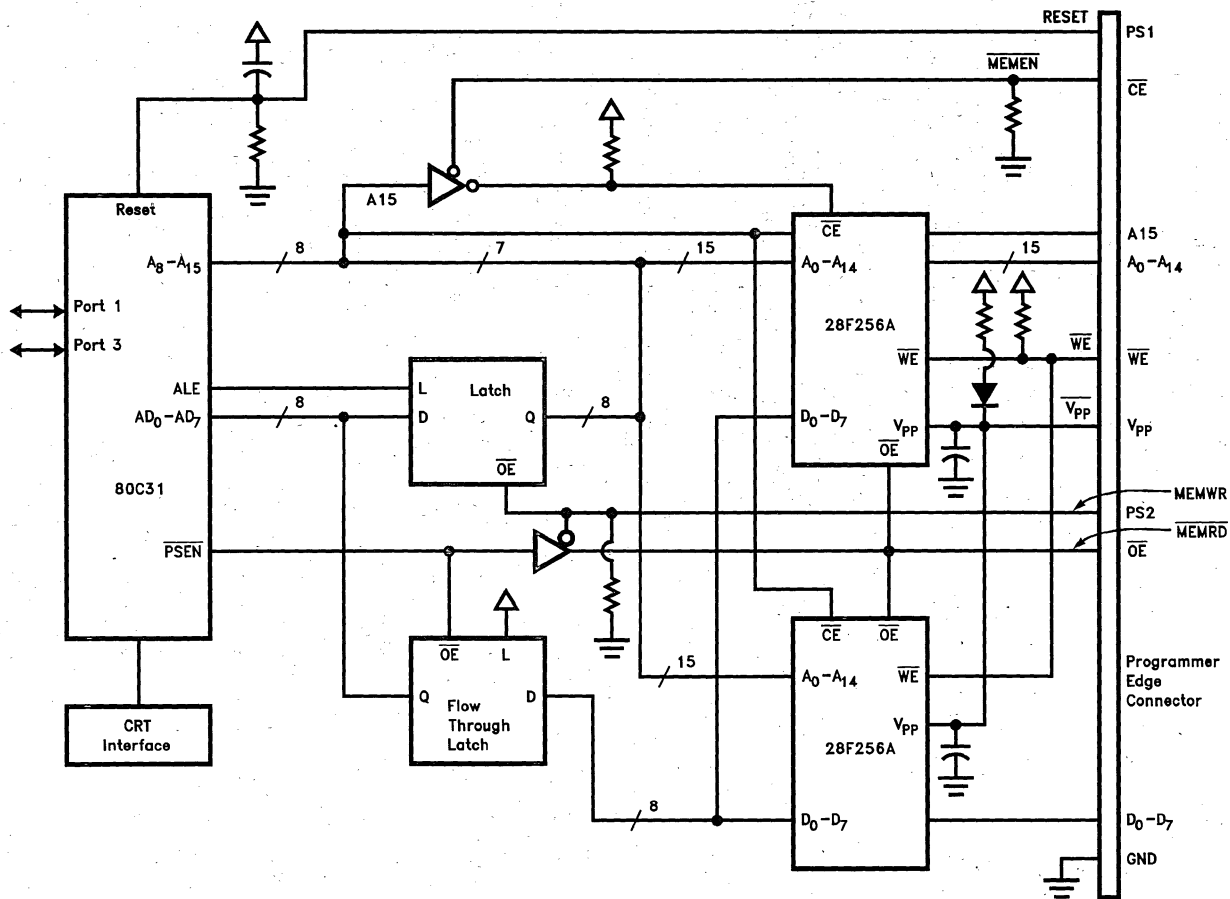 RESET
PS1
MEMEN
CE
A15
Reset
CE
A15
A8-A15
8
7
15
A0-A14
15
A0-A14
Port 1
28F256A
Port 3
WE
WE
WE
ALE
L
Latch
AD0-AD7
8
D
Q
8
D0-D7
VPP
VPP
VPP
OE
OE
80C31
MEMWR
PS2
PSEN
MEMRD
OE
OE
L
CE
OE
15
A0-A14
WE
Programmer
Edge
Connector
Q
D
Flow
Through
Latch
CRT
Interface
VPP
28F256A
8
D0-D7
D0-D7
GND